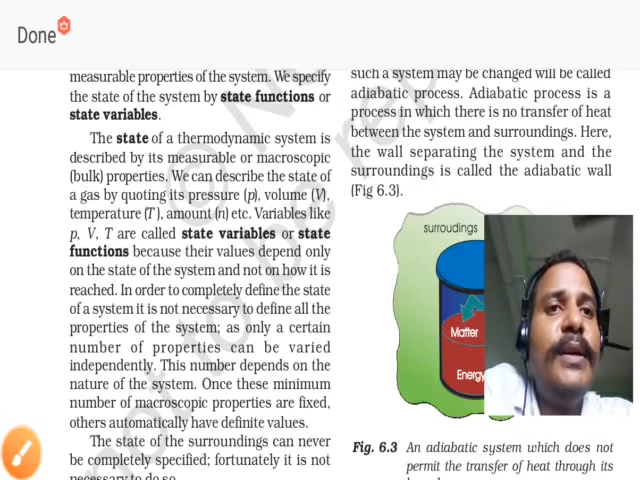 Done
measurable properties of the system. We specify
the state of the system by state functions or
state variables.
The state of a thermodynamic system is
described by its measurable or macroscopic
(bulk) properties. We can describe the state of
a gas by quoting its pressure (p), volume (V),
temperature (T ), amount (n) etc. Variables like
p, V, T are called state variables or state
functions because their values depend only
on the state of the system and not on how it is
reached. In order to completely define the state
of a system it is not necessary to define all the
properties of the system; as only a certain
number of properties can be varied
independently. This number depends on the
nature of the system. Once these minimum
number of macroscopic properties are fixed,
others automatically have definite values.
The state of the surroundings can never
be completely specified; fortunately it is not
necessary to do so.
such a system may be changed will be called
adiabatic process. Adiabatic process is a
process in which there is no transfer of heat
between the system and surroundings. Here,
the wall separating the system and the
surroundings is called the adiabatic wall
(Fig 6.3).
surroudings
Matter
Energy
Fig. 6.3 An adiabatic system which does not
permit the transfer of heat through its
not to be rep
© N